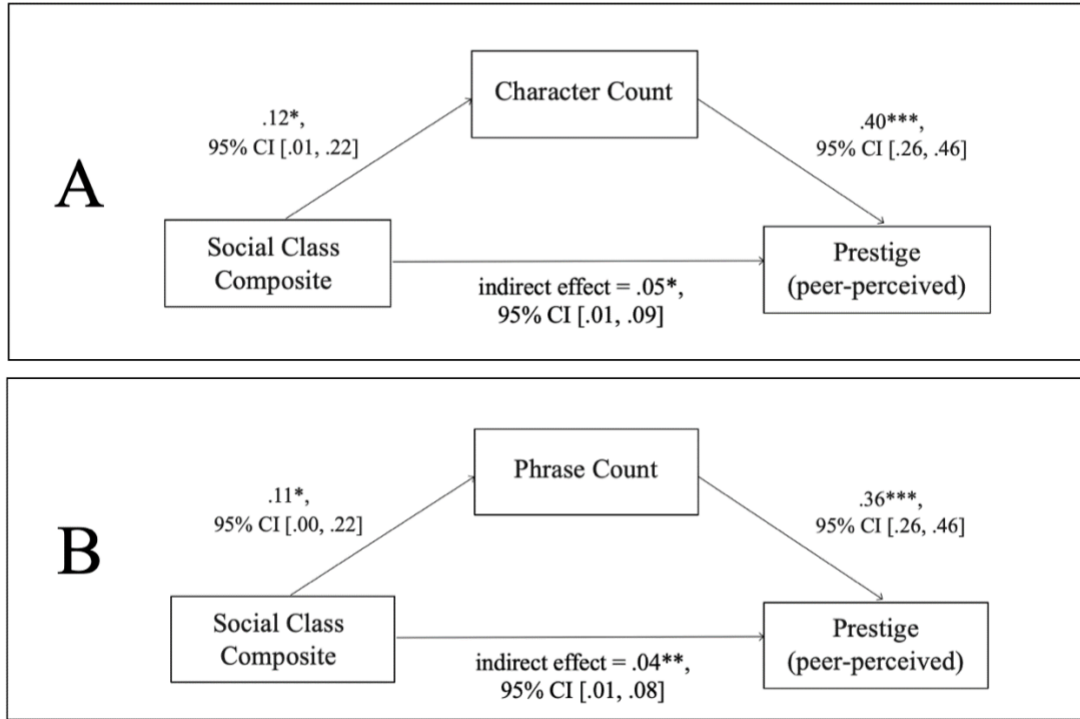 A
Character Count
.12*,
95% CI [.01, .22]
.40***,
95% CI [.26, .46]
Social Class
Composite
indirect effect = .05*,
95% CI [.01, .09]
Prestige
(peer-perceived)
B
Phrase Count
.11*,
95% CI [.00, .22]
.36***,
95% CI [.26, .46]
Social Class
Composite
indirect effect = .04**,
95% CI [.01, .08]
Prestige
(peer-perceived)